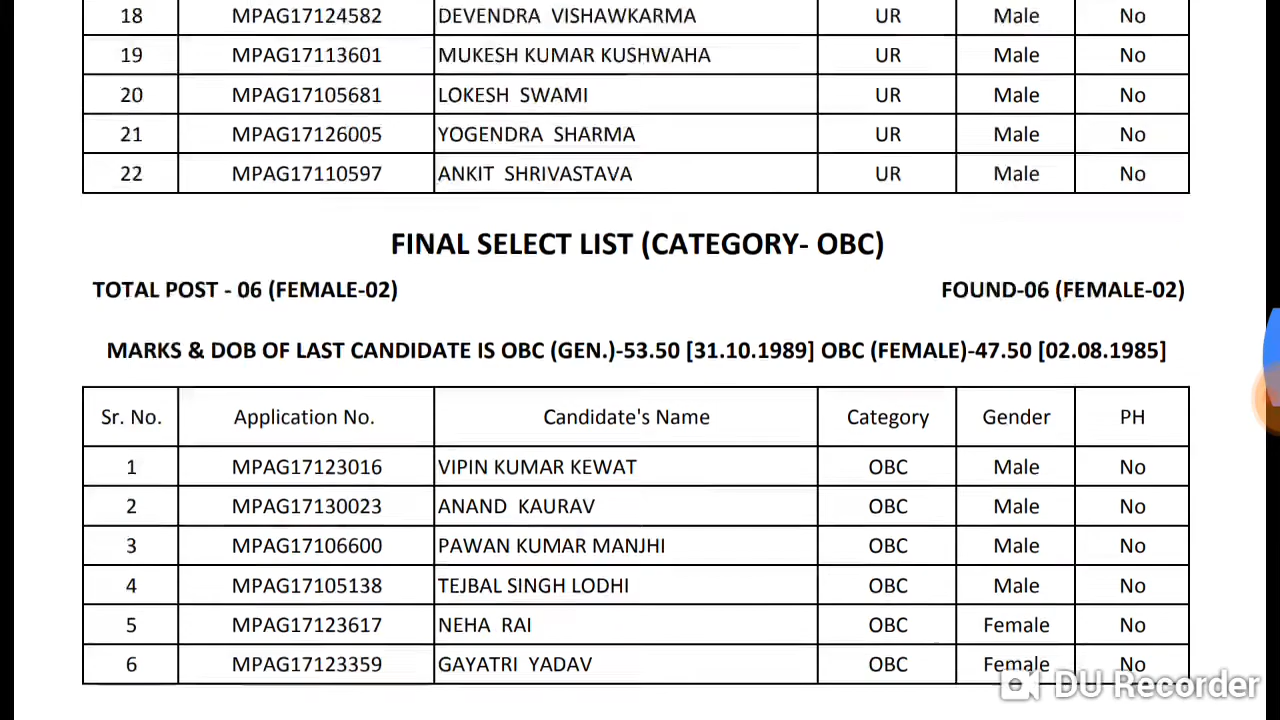 18 MPAG17124582 DEVENDRA VISHAWKARMA UR Male No
19 MPAG17113601 MUKESH KUMAR KUSHWAHA UR Male No
20 MPAG17105681 LOKESH SWAMI UR Male No
21 MPAG17126005 YOGENDRA SHARMA UR Male No
22 MPAG17110597 ANKIT SHRIVASTAVA UR Male No
FINAL SELECT LIST (CATEGORY- OBC)
TOTAL POST - 06 (FEMALE-02) FOUND-06 (FEMALE-02)
MARKS & DOB OF LAST CANDIDATE IS OBC (GEN.)-53.50 [31.10.1989] OBC (FEMALE)-47.50 [02.08.1985]
Sr. No. Application No. Candidate's Name Category Gender PH
1 MPAG17123016 VIPIN KUMAR KEWAT OBC Male No
2 MPAG17130023 ANAND KAURAV OBC Male No
3 MPAG17106600 PAWAN KUMAR MANJHI OBC Male No
4 MPAG17105138 TEJBAL SINGH LODHI OBC Male No
5 MPAG17123617 NEHA RAI OBC Female No
6 MPAG17123359 GAYATRI YADAV OBC Female No
DU Recorder